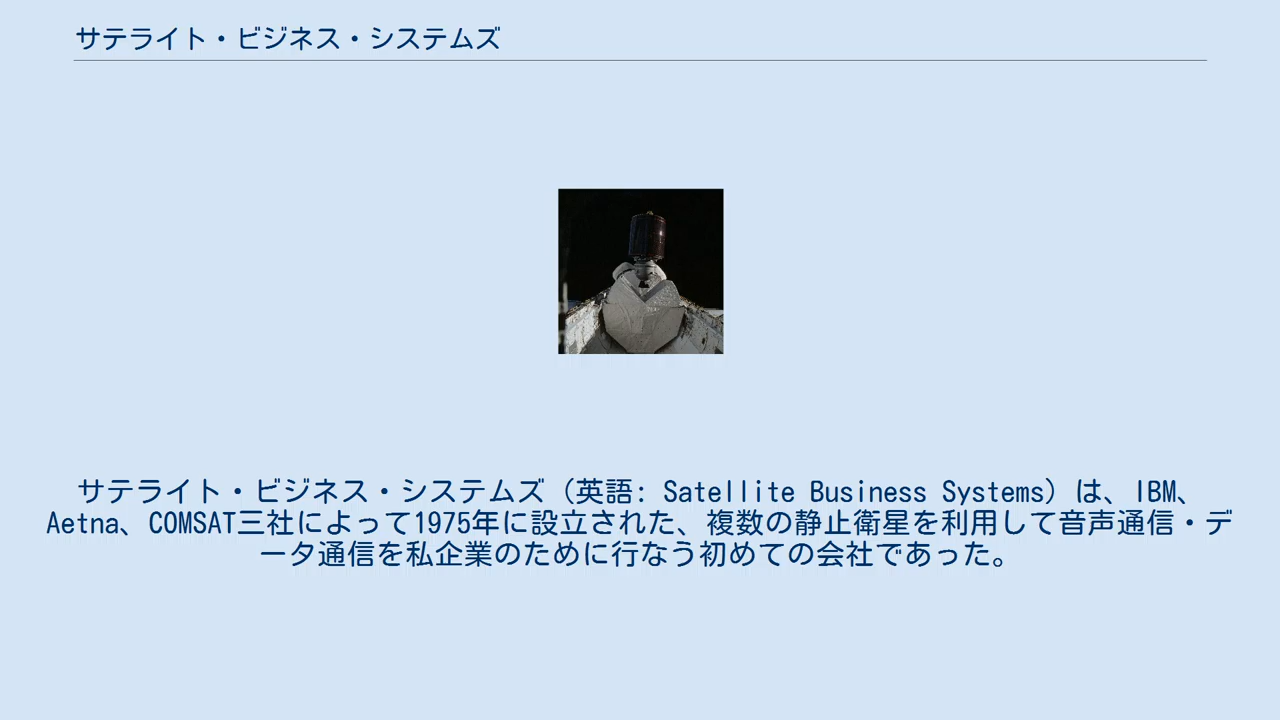 サテライト・ビジネス・システムズ
サテライト・ビジネス・システムズ（英語: Satellite Business Systems）は、IBM、
Aetna、COMSAT三社によって1975年に設立された、複数の静止衛星を利用して音声通信・デ
ータ通信を私企業のために行なう初めての会社であった。